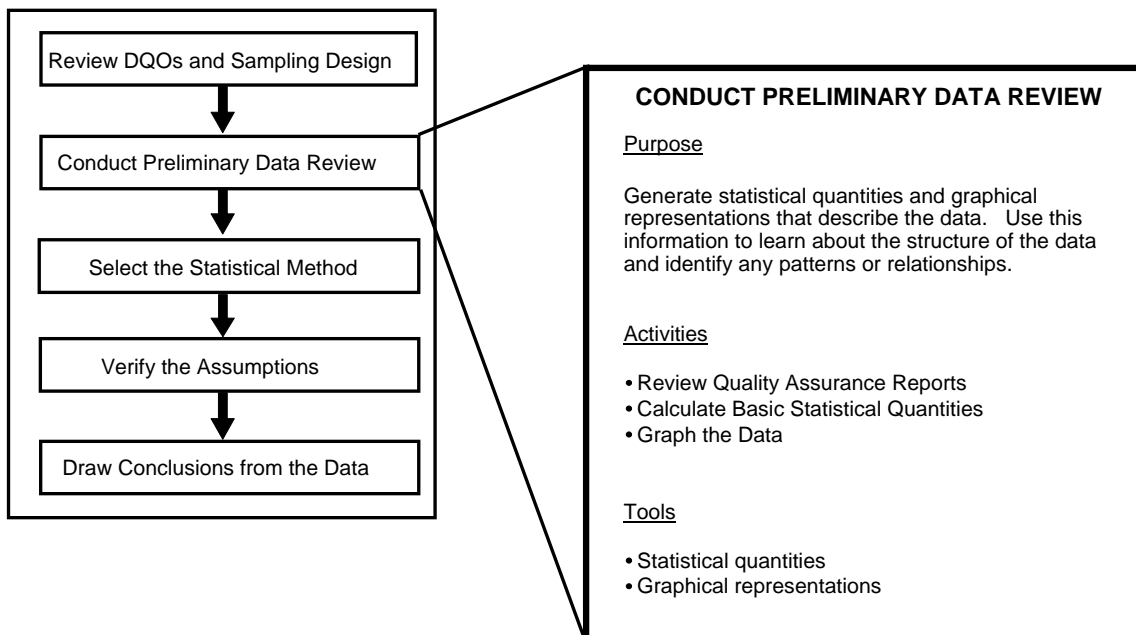 Review DQOs and Sampling Design
Conduct Preliminary Data Review
Select the Statistical Method
Verify the Assumptions
Draw Conclusions from the Data
CONDUCT PRELIMINARY DATA REVIEW
Purpose
Generate statistical quantities and graphical
representations that describe the data. Use this
information to learn about the structure of the data
and identify any patterns or relationships.
Activities
• Review Quality Assurance Reports
• Calculate Basic Statistical Quantities
• Graph the Data
Tools
• Statistical quantities
• Graphical representations